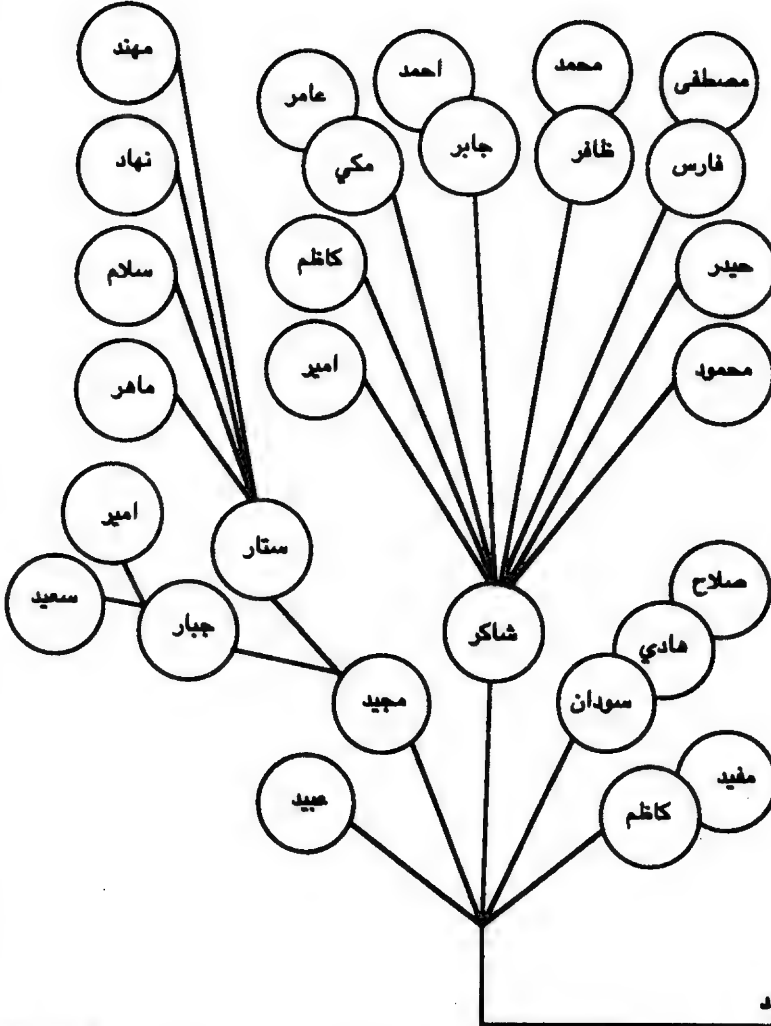 مهند
عامر
احمد
محمد
مصطفى
نهاد
مكي
جابر
ظافر
فارس
سلام
كاظم
حيدر
ماهر
امير
محمود
امير
ستار
صلاح
سعيد
جبار
شاكر
هادي
مجيد
سودان
مفيد
كاظم